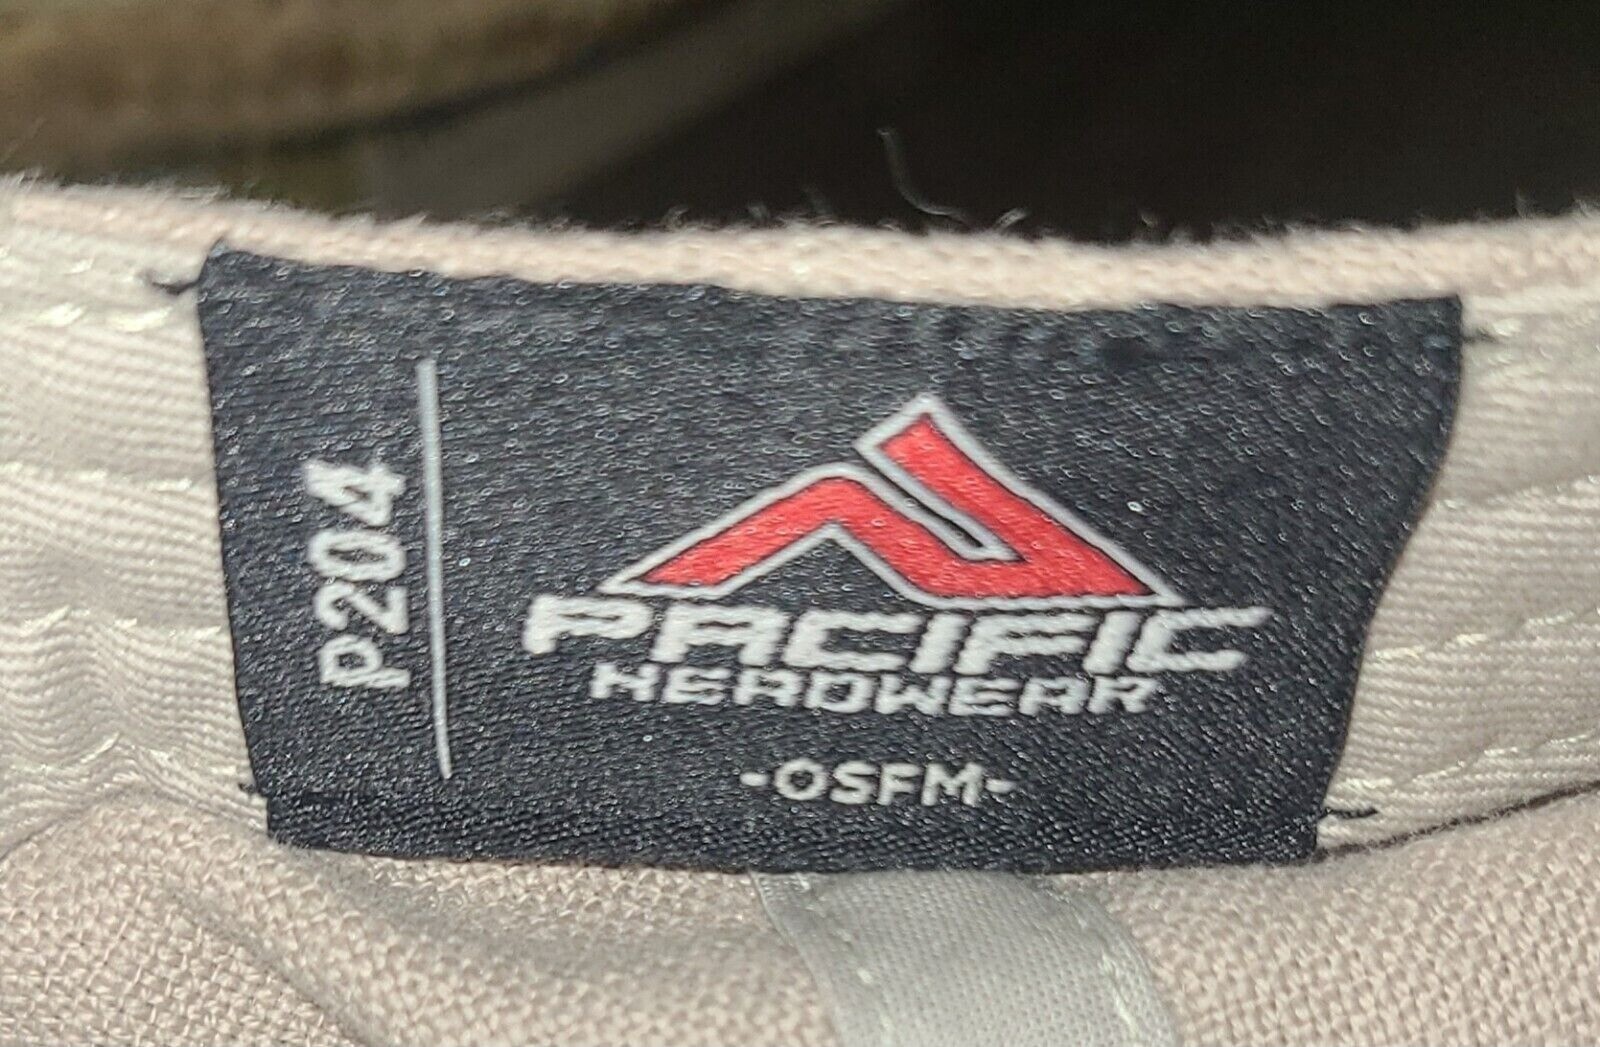 P204
PACIFIC
HEADWEAR
-OSFM-